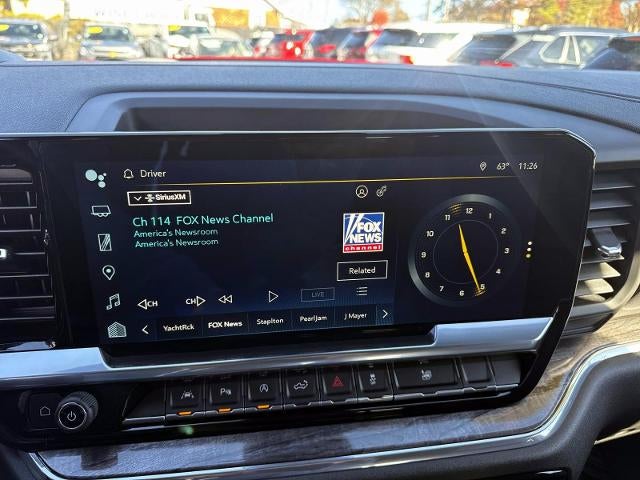 Driver
63° 11:26
SiriusXM
Ch 114 FOX News Channel
America's Newsroom
America's Newsroom
FOX
NEWS
channel
Related
CH
CH
LIVE
YachtRck
FOX News
Staplton
PearlJam
J Mayer
12
1
2
3
4
5
6
7
8
9
10
11